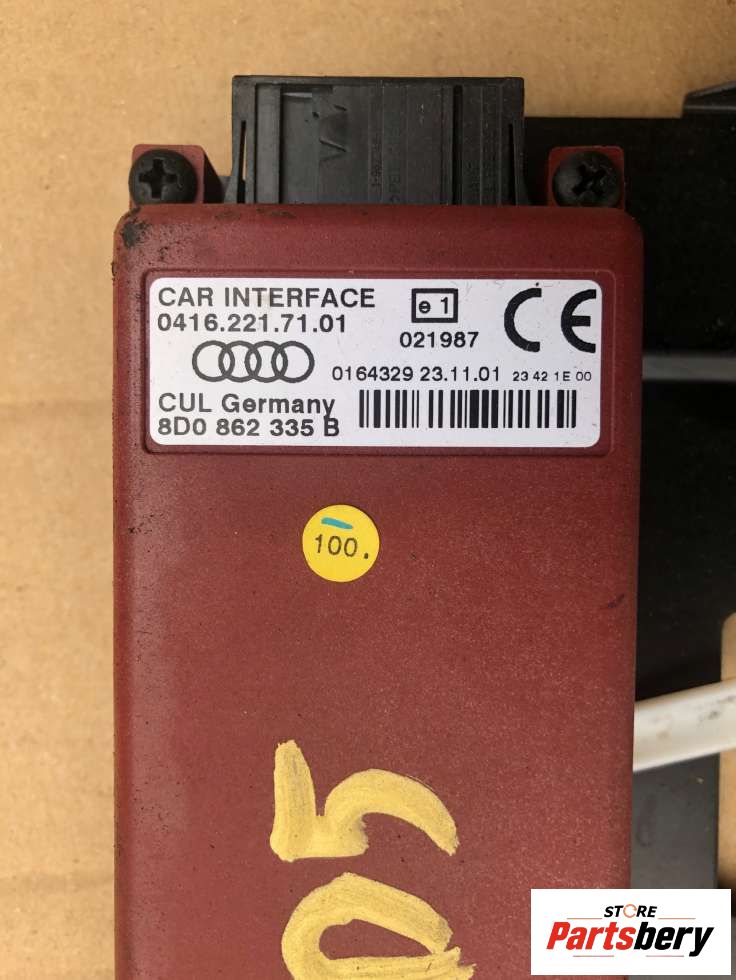 CAR INTERFACE
0416.221.71.01
e 1
021987
CE
0164329 23.11.01 23 42 1E 00
CUL Germany
8D0 862 335 B
100.
05
STORE
Partsbery